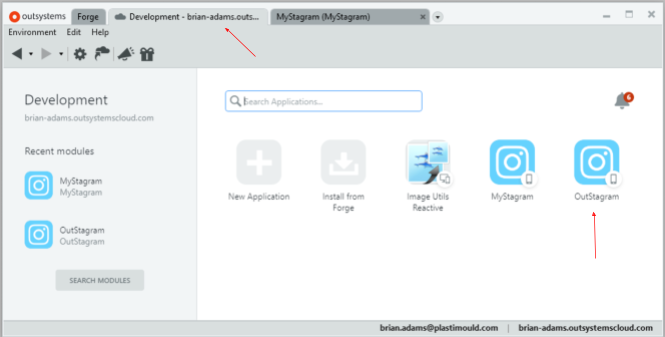 outsystems Forge Development - brian-adams.outs... MyStagram (MyStagram)
Environment Edit Help
Development
brian-adams.outsystemscloud.com
Recent modules
MyStagram
MyStagram
OutStagram
OutStagram
SEARCH MODULES
Search Applications...
6
New Application
Install from
Forge
Image Utils
Reactive
MyStagram
OutStagram
brian.adams@plastimould.com | brian-adams.outsystemscloud.com